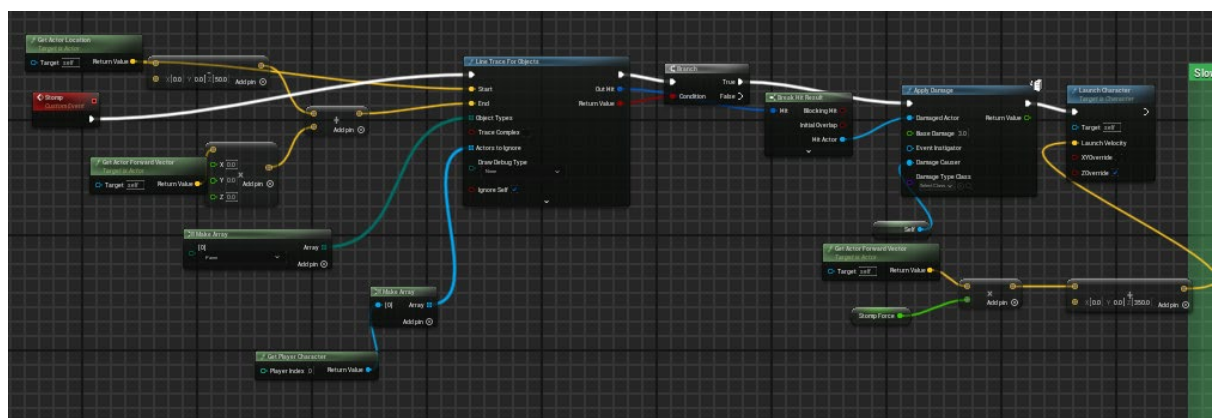 Get Actor Location
Target is Actor
Target self Return Value
X 0.0 Y 0.0 Z 50.0 Add pin
Stomp
Custom Event
Add pin
Get Actor Forward Vector
Target is Actor
Target self Return Value
X 0.0
Y 0.0
Z 0.0
Add pin
Make Array
[0] Array
Pawn
Add pin
Make Array
[0] Array
Add pin
Get Player Character
Player Index 0 Return Value
Line Trace For Objects
Start Out Hit
End Return Value
Object Types
Trace Complex
Actors to Ignore
Draw Debug Type
None
Ignore Self
Branch
True
Condition False
Break Hit Result
Hit Blocking Hit
Initial Overlap
Hit Actor
Apply Damage
Damaged Actor Return Value
Base Damage 3.0
Event Instigator
Damage Causer
Damage Type Class
Select Class
Self
Launch Character
Target is Character
Target self
Launch Velocity
XYOverride
ZOverride
Get Actor Forward Vector
Target is Actor
Target self Return Value
Stomp Force
Add pin
X 0.0 Y 0.0 Z 350.0 Add pin
Slow